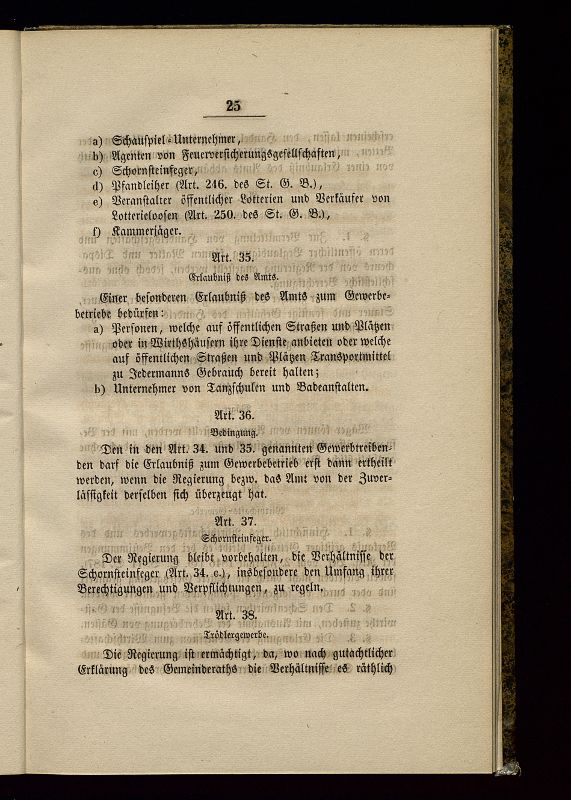 25
a) Schauspiel-Unternehmer,
b) Agenten von Feuerversicherungsgesellschaften,
c) Schornsteinfeger,
d) Pfandleiher (Art. 246. des St. G. B.),
e) Veranstalter öffentlicher Lotterien und Verkäufer von
Lotterieloosen (Art. 250. des St. G. B.),
f) Kammerjäger.
Art. 35.
Erlaubniß des Amts.
Einer besonderen Erlaubniß des Amts zum Gewerbe-
betriebe bedürfen:
a) Personen, welche auf öffentlichen Straßen und Plätzen
oder in Wirthshäusern ihre Dienste anbieten oder welche
auf öffentlichen Straßen und Plätzen Transportmittel
zu Jedermanns Gebrauch bereit halten;
b) Unternehmer von Tanzschulen und Badeanstalten.
Art. 36.
Bedingung.
Den in den Art. 34. und 35. genannten Gewerbtreiben-
den darf die Erlaubniß zum Gewerbebetrieb erst dann ertheilt
werden, wenn die Regierung bezw. das Amt von der Zuver-
lässigkeit derselben sich überzeugt hat.
Art. 37.
Schornsteinfeger.
Der Regierung bleibt vorbehalten, die Verhältnisse der
Schornsteinfeger (Art. 34. c.), insbesondere den Umfang ihrer
Berechtigungen und Verpflichtungen, zu regeln.
Art. 38.
Trödlergewerbe.
Die Regierung ist ermächtigt, da, wo nach gutachtlicher
Erklärung des Gemeinderaths die Verhältnisse es räthlich